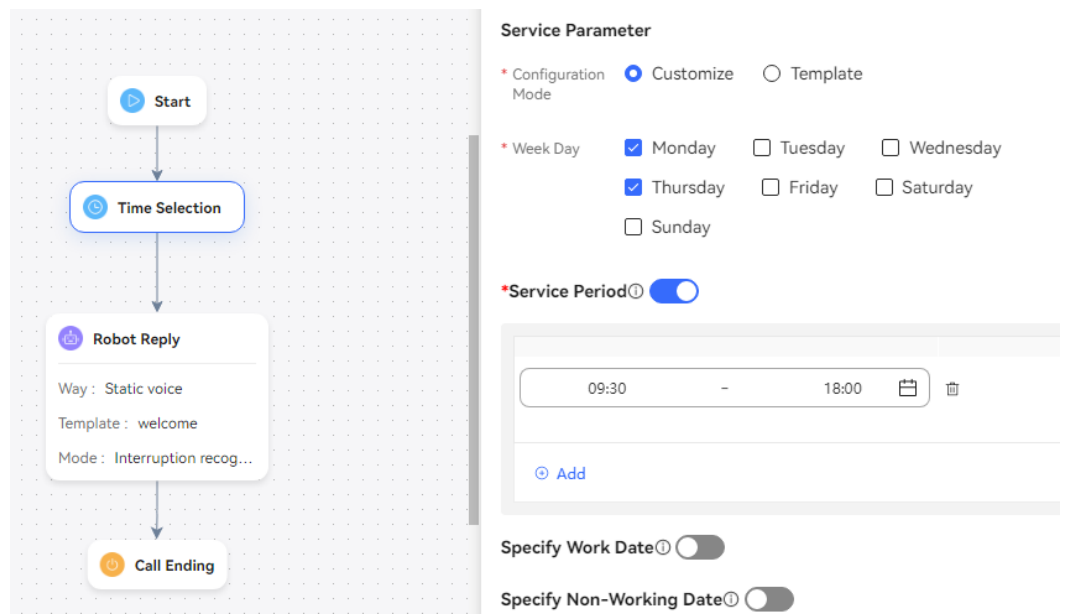 Start
Time Selection
Robot Reply
Way : Static voice
Template : welcome
Mode : Interruption recog...
Call Ending
Service Parameter
* Configuration Mode
Customize
Template
* Week Day
Monday
Tuesday
Wednesday
Thursday
Friday
Saturday
Sunday
*Service Period
09:30 – 18:00
Add
Specify Work Date
Specify Non-Working Date